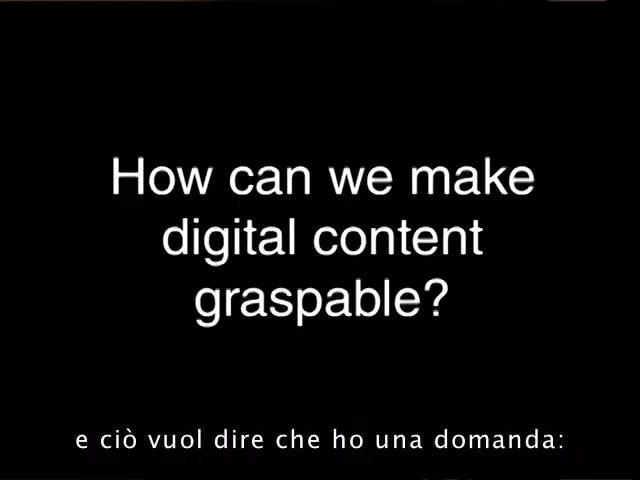 How can we make
digital content
graspable?
e ciò vuol dire che ho una domanda: